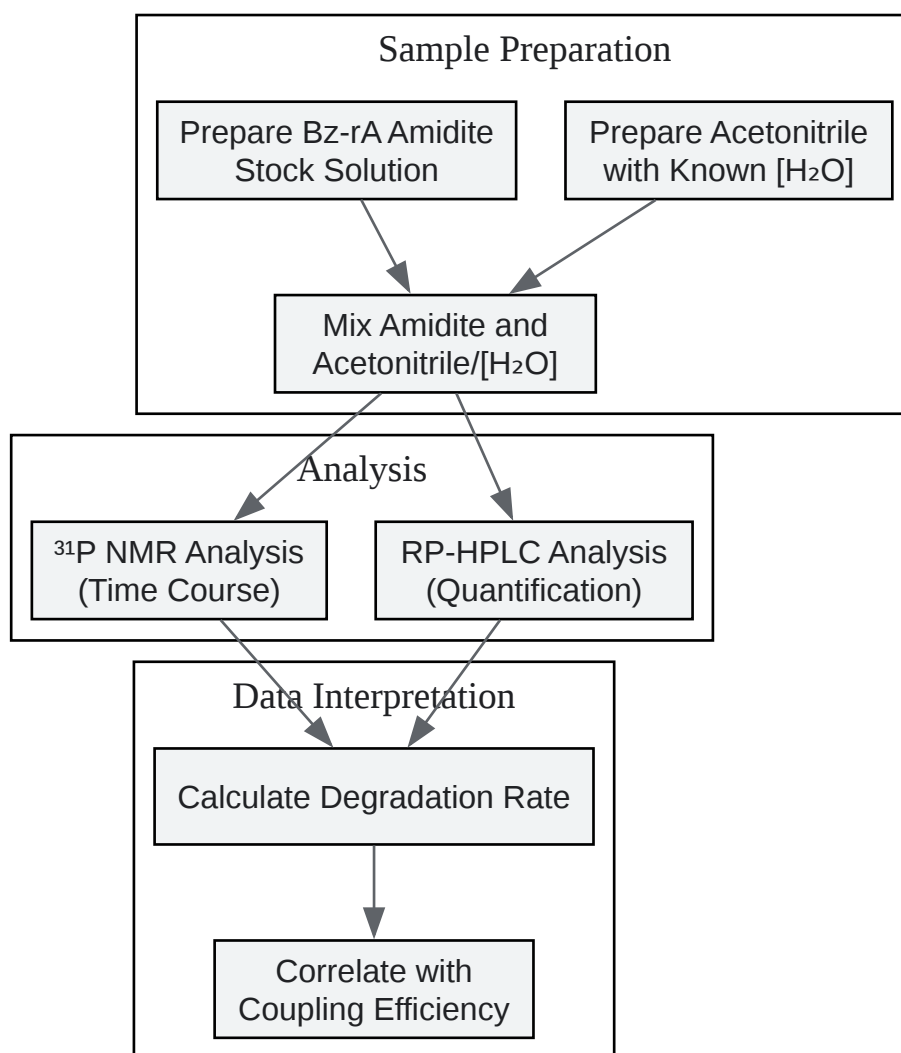 Sample Preparation
Prepare Bz-rA Amidite
Stock Solution
Prepare Acetonitrile
with Known [H₂O]
Mix Amidite and
Acetonitrile/[H₂O]
Analysis
³¹P NMR Analysis
(Time Course)
RP-HPLC Analysis
(Quantification)
Data Interpretation
Calculate Degradation Rate
Correlate with
Coupling Efficiency